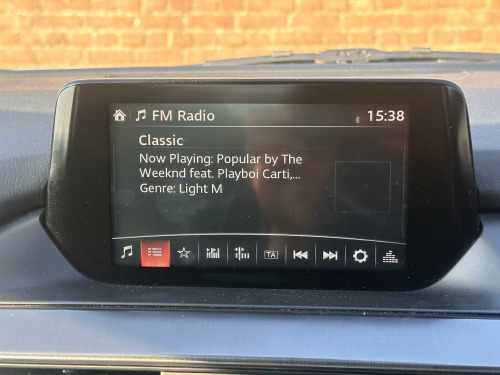 FM Radio
15:38
Classic
Now Playing: Popular by The
Weeknd feat. Playboi Carti,...
Genre: Light M
TA